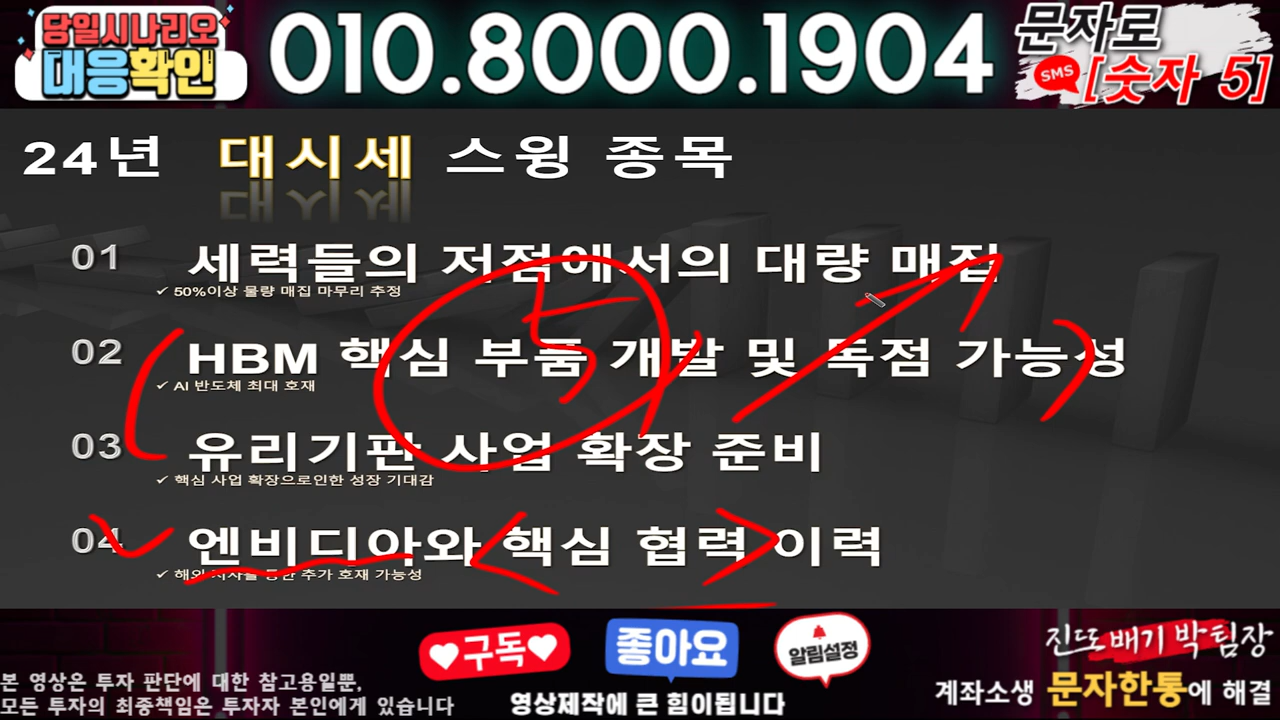 당일시나리오
대응확인
010.8000.1904
문자로
SMS [숫자 5]
24년 대시세 스윙 종목
01 세력들의 저점에서의 대량 매집
✓ 50%이상 물량 매집 마무리 추정
02 HBM 핵심 부품 개발 및 독점 가능성
✓ AI 반도체 최대 호재
03 유리기판 사업 확장 준비
✓ 핵심 사업 확장으로인한 성장 기대감
04 엔비디아와 핵심 협력 이력
✓ 해외 통한 추가 호재 가능성
5
구독
좋아요
알림설정
영상제작에 큰 힘이됩니다
본 영상은 투자 판단에 대한 참고용일뿐,
모든 투자의 최종책임은 투자자 본인에게 있습니다
진또배기 박팀장
계좌소생 문자한통에 해결